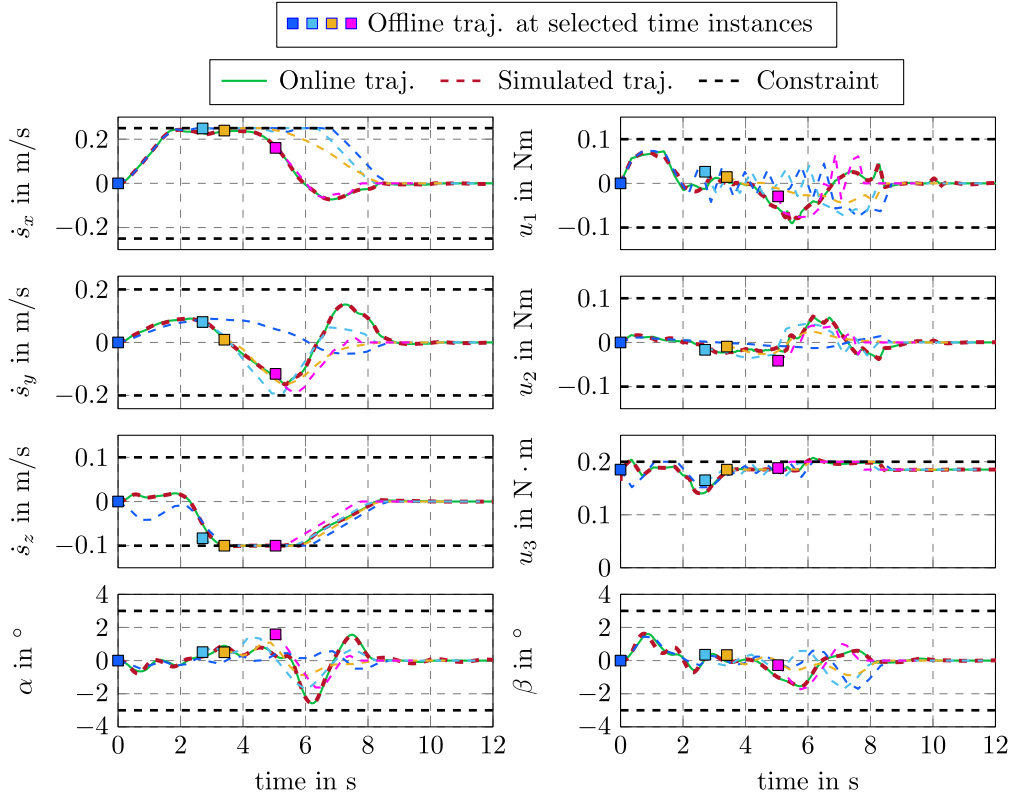 Offline traj. at selected time instances
Online traj. Simulated traj. Constraint
ṡx in m/s
0.2
0
−0.2
u1 in Nm
0.1
0
−0.1
ṡy in m/s
0.2
0
−0.2
u2 in Nm
0.1
0
−0.1
ṡz in m/s
0.1
0
−0.1
u3 in N · m
0.2
0.1
0
α in °
4
2
0
−2
−4
0 2 4 6 8 10 12
time in s
β in °
4
2
0
−2
−4
0 2 4 6 8 10 12
time in s